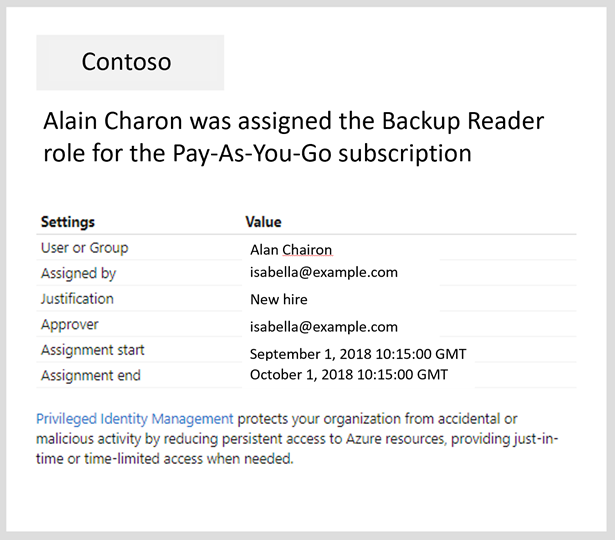 Contoso
Alain Charon was assigned the Backup Reader
role for the Pay-As-You-Go subscription
Settings Value
User or Group Alan Chairon
Assigned by isabella@example.com
Justification New hire
Approver isabella@example.com
Assignment start September 1, 2018 10:15:00 GMT
Assignment end October 1, 2018 10:15:00 GMT
Privileged Identity Management protects your organization from accidental or
malicious activity by reducing persistent access to Azure resources, providing just-in-
time or time-limited access when needed.